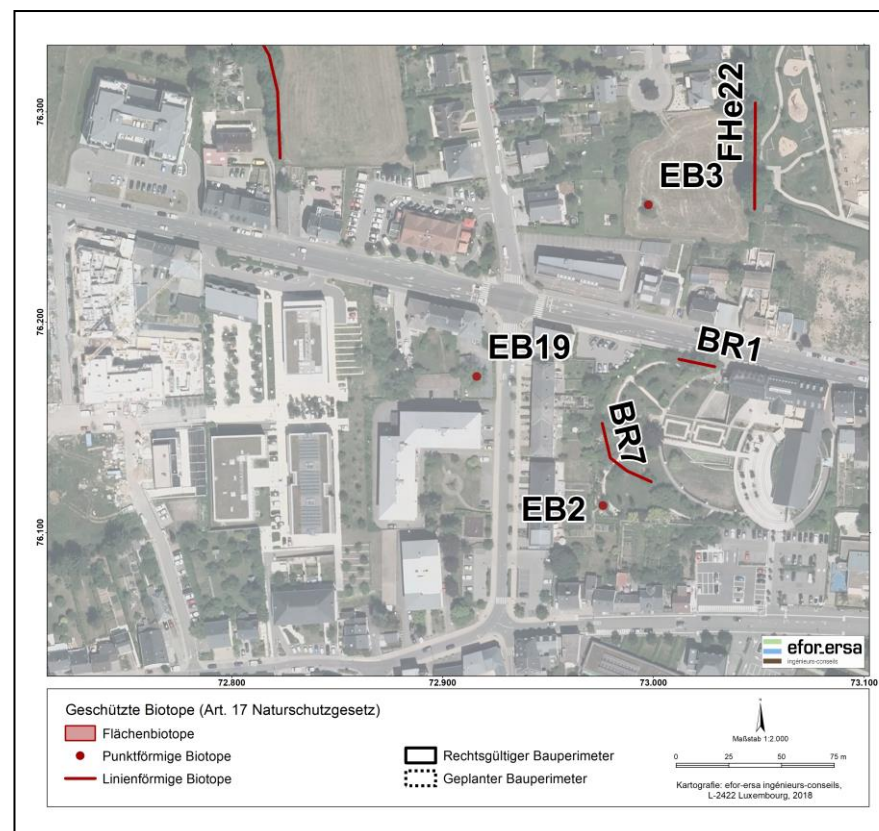 76.300
76.200
76.100
FHe22
EB3
EB19
BR1
BR7
EB2
efor.ersa
ingénieurs-conseils
72.800
72.900
73.000
73.100
Geschützte Biotope (Art. 17 Naturschutzgesetz)
Flächenbiotope
Punktförmige Biotope
Linienförmige Biotope
Rechtsgültiger Bauperimeter
Geplanter Bauperimeter
Maßstab 1:2.000
0 25 50 75 m
Kartografie: efor-ersa ingénieurs-conseils,
L-2422 Luxembourg, 2018